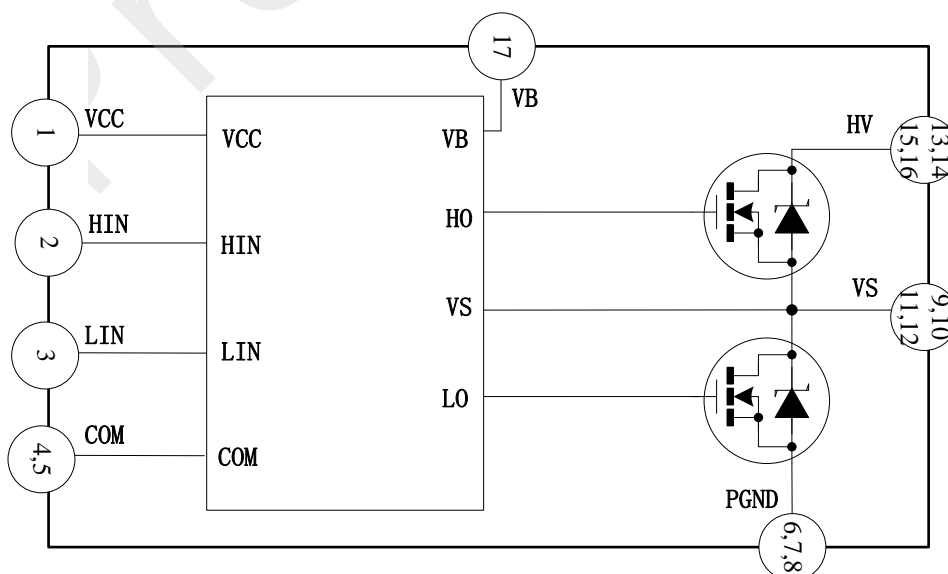 17
VB
1
VCC
VCC
VB
HV
13,14
15,16
2
HIN
HIN
HO
VS
VS
9,10
11,12
3
LIN
LIN
LO
4,5
COM
COM
PGND
6,7,8